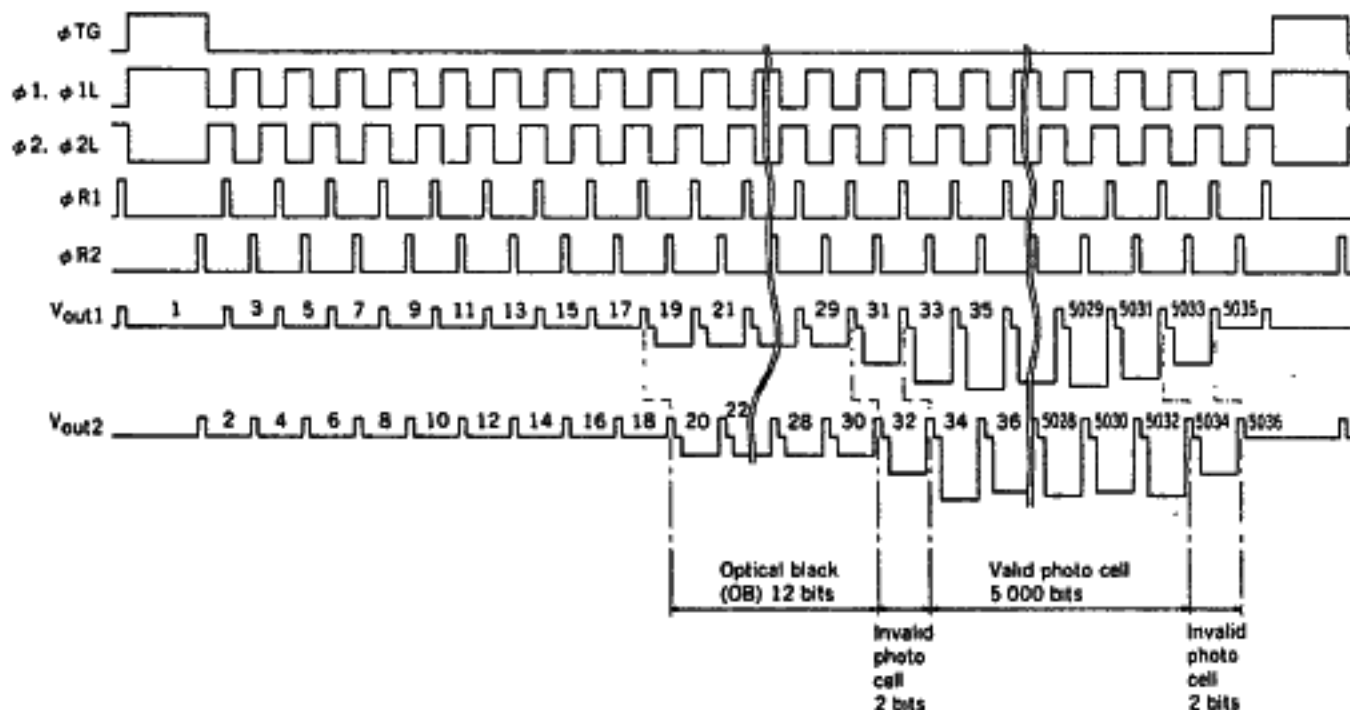 φTG
φ1. φ1L
φ2. φ2L
φR1
φR2
Vout1 1 3 5 7 9 11 13 15 17 19 21 29 31 33 35 5029 5031 5033 5035
Vout2 2 4 6 8 10 12 14 16 18 20 22 28 30 32 34 36 5028 5030 5032 5034 5036
Optical black
(OB) 12 bits
Valid photo cell
5 000 bits
Invalid
photo
cell
2 bits
Invalid
photo
cell
2 bits